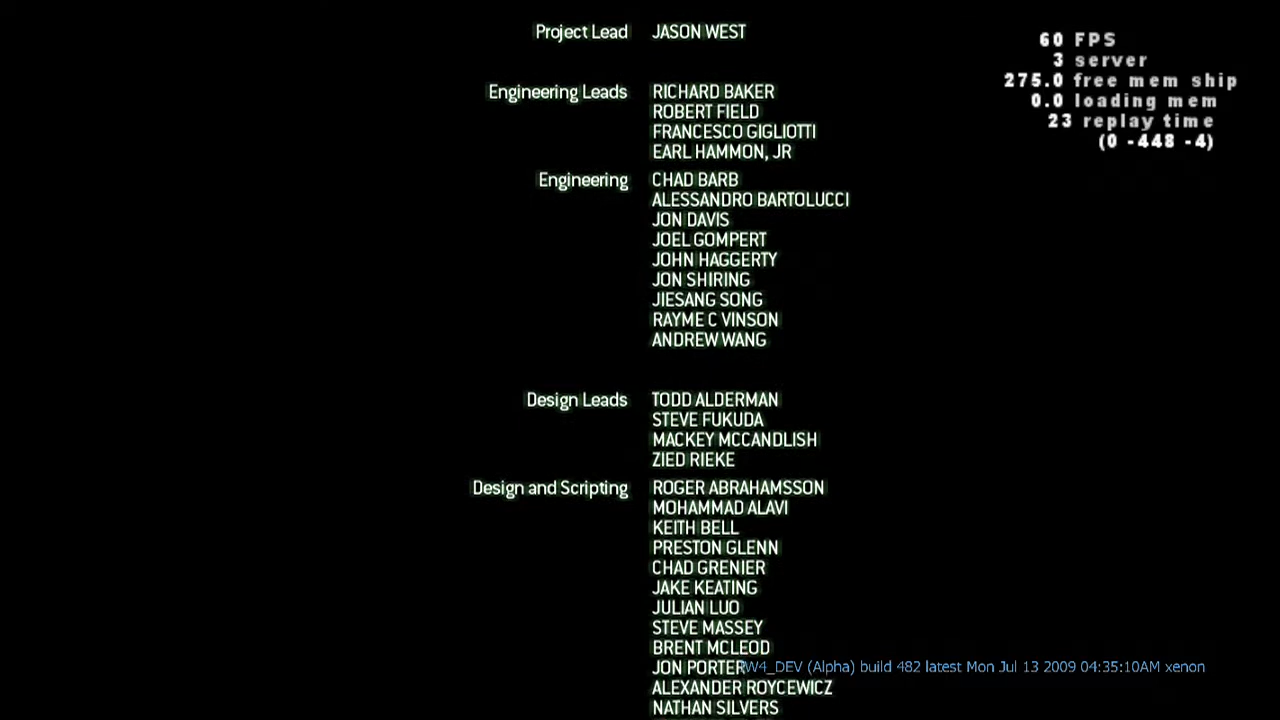 Project Lead JASON WEST
60 FPS
3 server
275.0 free mem ship
0.0 loading mem
23 replay time
(0 -448 -4)
Engineering Leads RICHARD BAKER
ROBERT FIELD
FRANCESCO GIGLIOTTI
EARL HAMMON, JR
Engineering CHAD BARB
ALESSANDRO BARTOLUCCI
JON DAVIS
JOEL GOMPERT
JOHN HAGGERTY
JON SHIRING
JIESANG SONG
RAYME C VINSON
ANDREW WANG
Design Leads TODD ALDERMAN
STEVE FUKUDA
MACKEY MCCANDLISH
ZIED RIEKE
Design and Scripting ROGER ABRAHAMSSON
MOHAMMAD ALAVI
KEITH BELL
PRESTON GLENN
CHAD GRENIER
JAKE KEATING
JULIAN LUO
STEVE MASSEY
BRENT MCLEOD
JON PORTER
(Alpha) build 482 latest Mon Jul 13 2009 04:35:10AM xenon
ALEXANDER ROYCEWICZ
NATHAN SILVERS